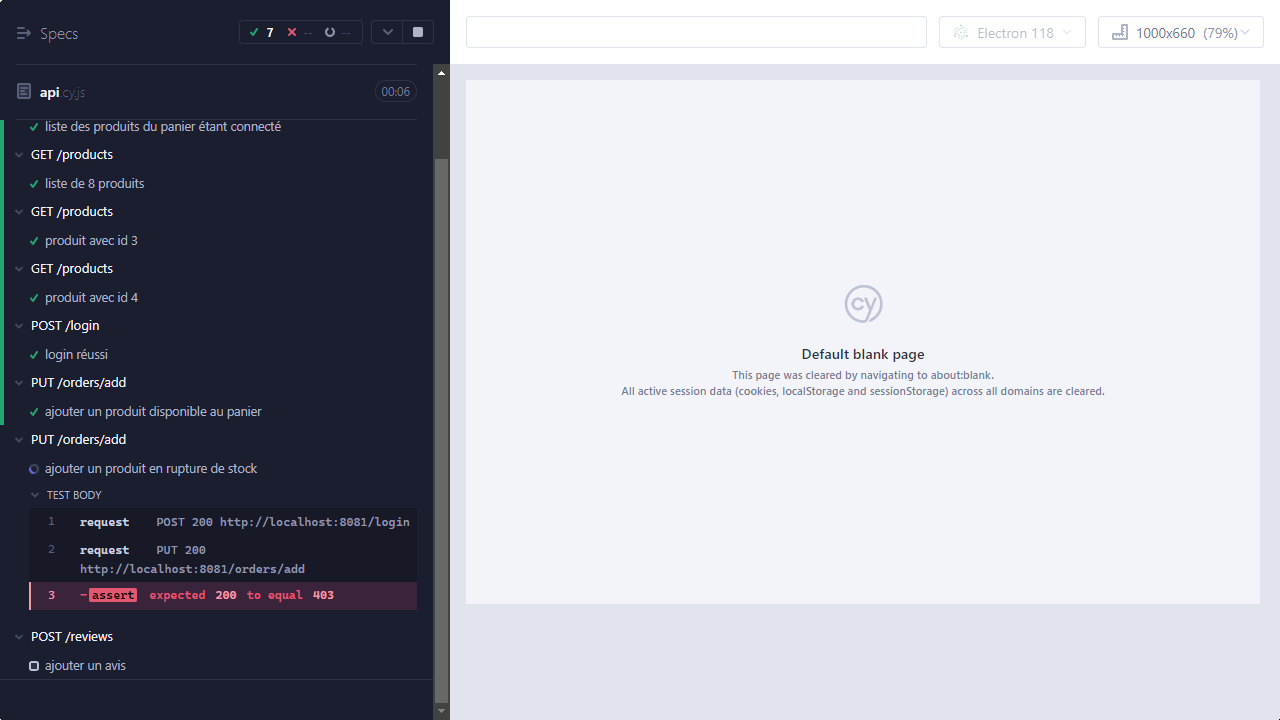 Specs
7
--
--
Electron 118
1000x660 (79%)
api.cy.js
00:06
liste des produits du panier étant connecté
GET /products
liste de 8 produits
GET /products
produit avec id 3
GET /products
produit avec id 4
POST /login
login réussi
PUT /orders/add
ajouter un produit disponible au panier
PUT /orders/add
ajouter un produit en rupture de stock
TEST BODY
1 request POST 200 http://localhost:8081/login
2 request PUT 200
http://localhost:8081/orders/add
3 -assert expected 200 to equal 403
POST /reviews
ajouter un avis
cy
Default blank page
This page was cleared by navigating to about:blank.
All active session data (cookies, localStorage and sessionStorage) across all domains are cleared.